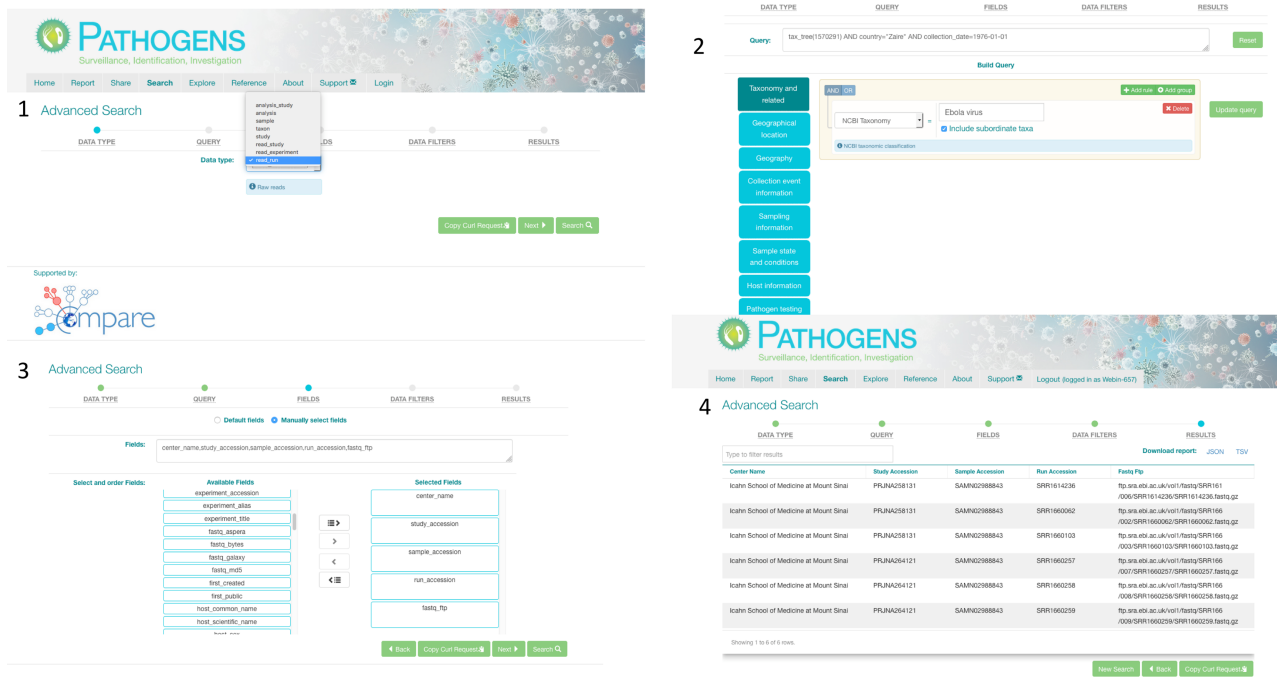 PATHOGENS
Surveillance, Identification, Investigation
Home Report Share Search Explore Reference About Support Login
1 Advanced Search
DATA TYPE QUERY DS DATA FILTERS RESULTS
Data type:
analysis_study
analysis
sample
taxon
study
read_study
read_experiment
✓ read_run
Raw reads
Copy Curl Request Next Search
Supported by:
Compare
2
DATA TYPE QUERY FIELDS DATA FILTERS RESULTS
Query: tax_tree(1570291) AND country="Zaire" AND collection_date=1976-01-01 Reset
Build Query
Taxonomy and
related
Geographical
location
Geography
Collection event
information
Sampling
information
Sample state
and conditions
Host information
Pathogen testing
AND OR Add rule Add group
NCBI Taxonomy = Ebola virus Delete
Include subordinate taxa
NCBI taxonomic classification
Update query
3 Advanced Search
DATA TYPE QUERY FIELDS DATA FILTERS RESULTS
Default fields Manually select fields
Fields: center_name,study_accession,sample_accession,run_accession,fastq_ftp
Select and order Fields: Available Fields Selected Fields
experiment_accession
experiment_alias
experiment_title
fastq_aspera
fastq_bytes
fastq_galaxy
fastq_md5
first_created
first_public
host_common_name
host_scientific_name
center_name
study_accession
sample_accession
run_accession
fastq_ftp
Back Copy Curl Request Next Search
PATHOGENS
Surveillance, Identification, Investigation
Home Report Share Search Explore Reference About Support Logout (logged in as Webin-657)
4 Advanced Search
DATA TYPE QUERY FIELDS DATA FILTERS RESULTS
Type to filter results Download report: JSON TSV
Center Name Study Accession Sample Accession Run Accession Fastq Ftp
Icahn School of Medicine at Mount Sinai PRJNA258131 SAMN02988843 SRR1614236 ftp.sra.ebi.ac.uk/vol1/fastq/SRR161
/006/SRR1614236/SRR1614236.fastq.gz
Icahn School of Medicine at Mount Sinai PRJNA258131 SAMN02988843 SRR1660062 ftp.sra.ebi.ac.uk/vol1/fastq/SRR166
/002/SRR1660062/SRR1660062.fastq.gz
Icahn School of Medicine at Mount Sinai PRJNA258131 SAMN02988843 SRR1660103 ftp.sra.ebi.ac.uk/vol1/fastq/SRR166
/003/SRR1660103/SRR1660103.fastq.gz
Icahn School of Medicine at Mount Sinai PRJNA264121 SAMN02988843 SRR1660257 ftp.sra.ebi.ac.uk/vol1/fastq/SRR166
/007/SRR1660257/SRR1660257.fastq.gz
Icahn School of Medicine at Mount Sinai PRJNA264121 SAMN02988843 SRR1660258 ftp.sra.ebi.ac.uk/vol1/fastq/SRR166
/008/SRR1660258/SRR1660258.fastq.gz
Icahn School of Medicine at Mount Sinai PRJNA264121 SAMN02988843 SRR1660259 ftp.sra.ebi.ac.uk/vol1/fastq/SRR166
/009/SRR1660259/SRR1660259.fastq.gz
Showing 1 to 6 of 6 rows.
New Search Back Copy Curl Request